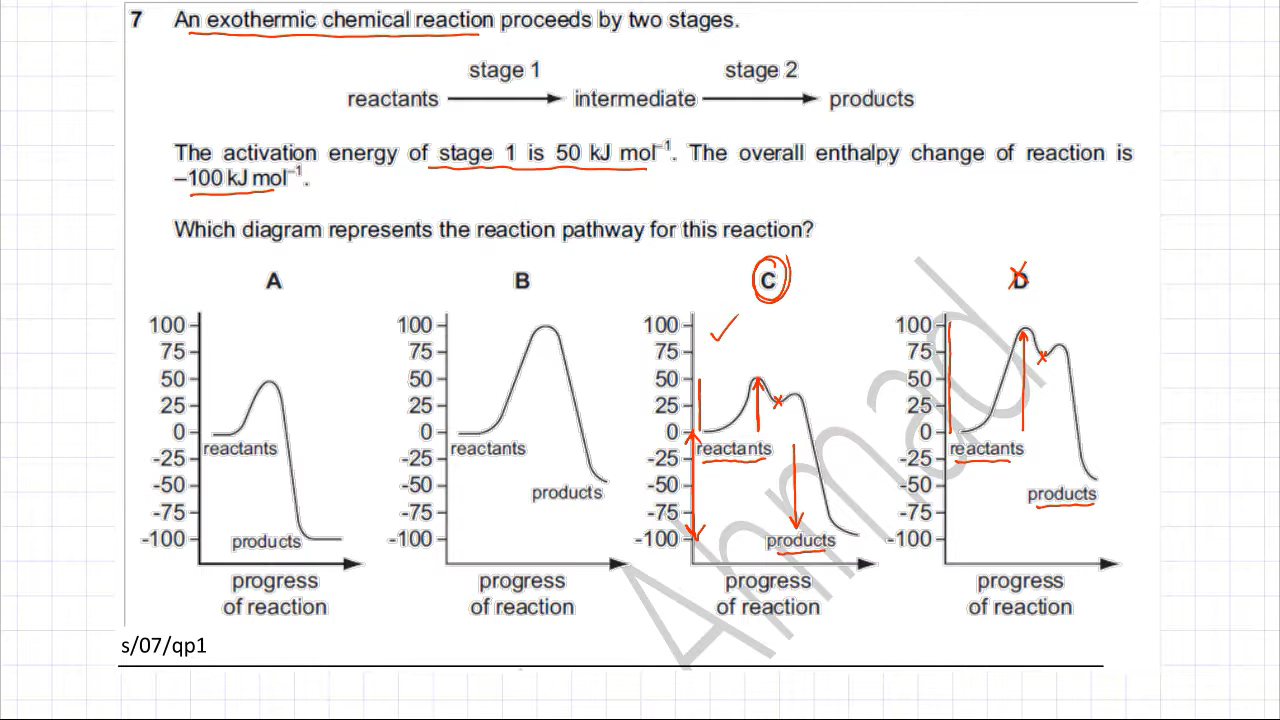 7 An exothermic chemical reaction proceeds by two stages.
stage 1 stage 2
reactants intermediate products
The activation energy of stage 1 is 50 kJ mol⁻¹. The overall enthalpy change of reaction is
–100 kJ mol⁻¹.
Which diagram represents the reaction pathway for this reaction?
A B C D
100 100 100 100
75 75 75 75
50 50 50 50
25 25 25 25
0 0 0 0
reactants reactants reactants reactants
-25 -25 -25 -25
-50 -50 -50 -50
products products
-75 -75 -75 -75
-100 -100 -100 -100
products products
progress progress progress progress
of reaction of reaction of reaction of reaction
s/07/qp1
Ahmad